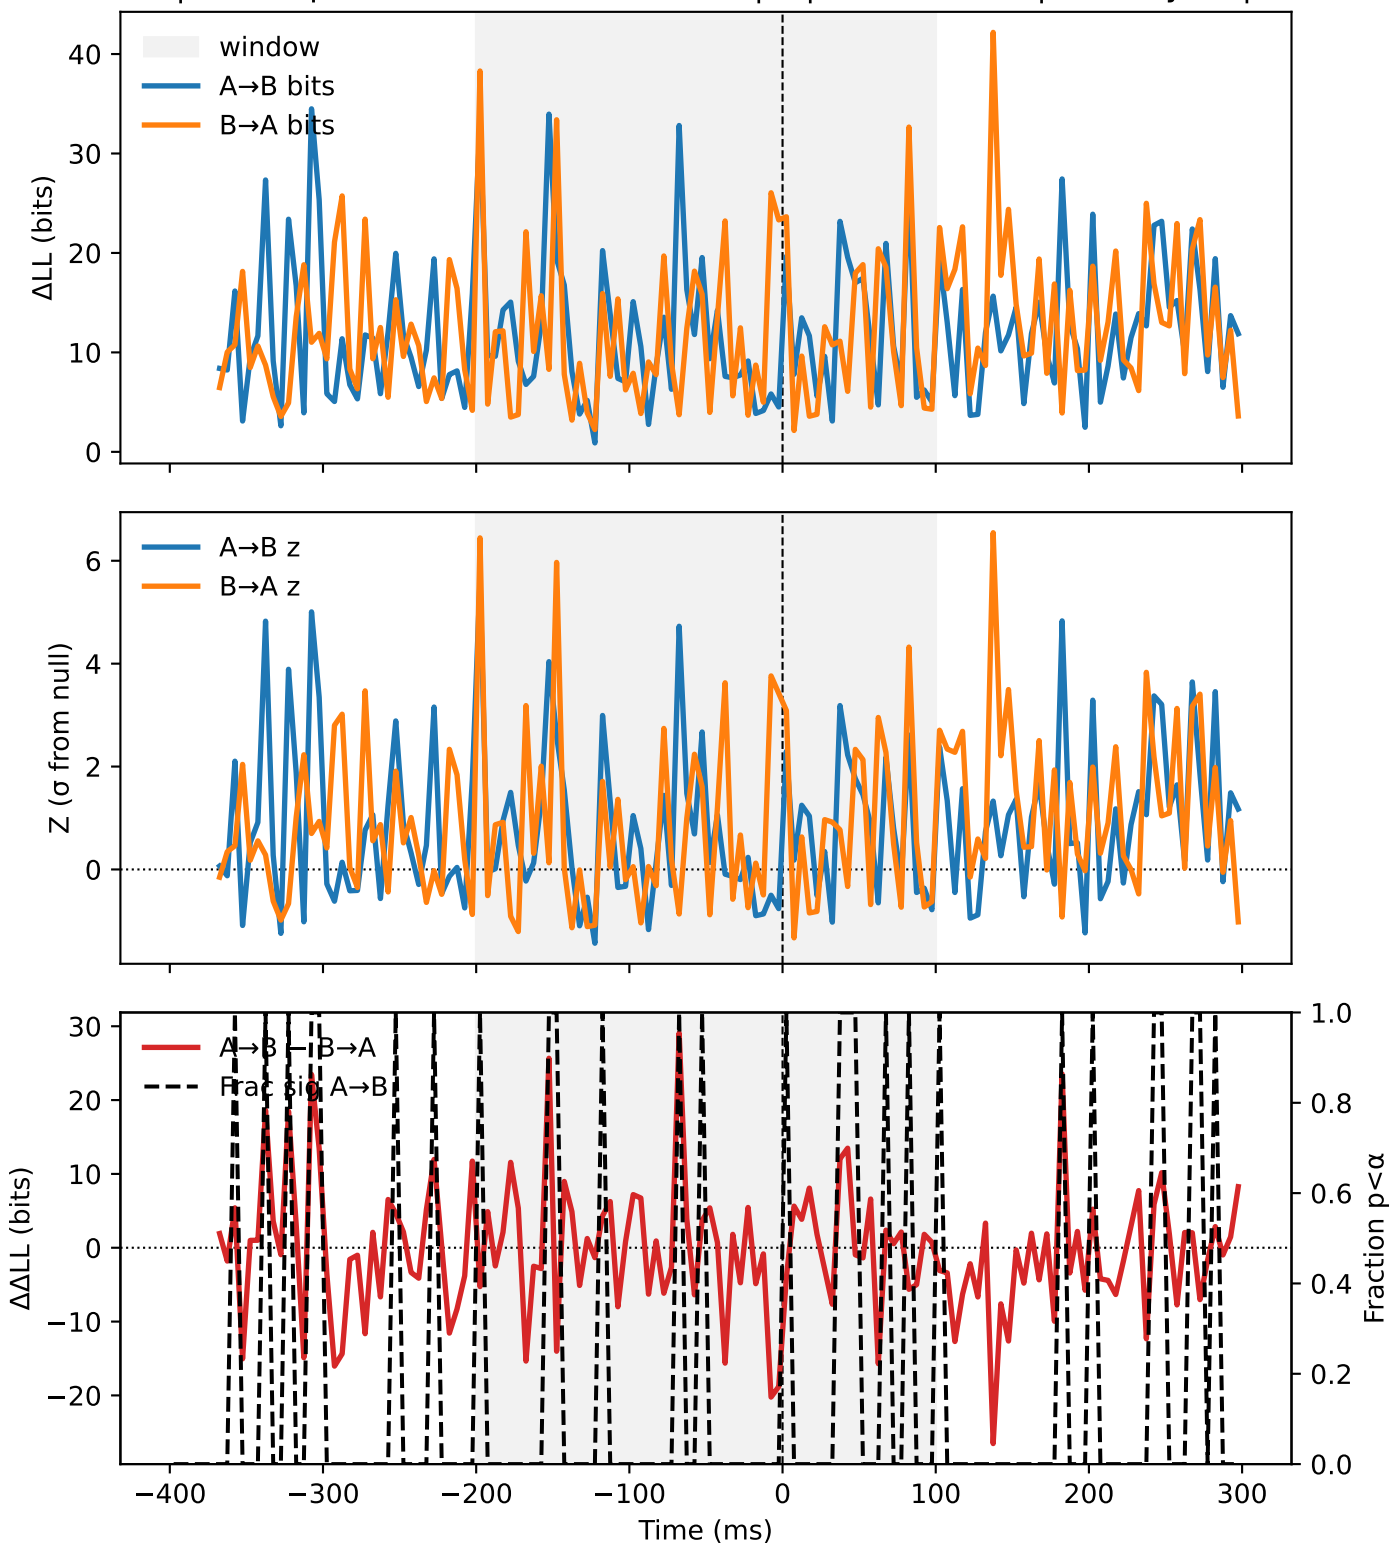 window
A→B bits
B→A bits
40
30
20
10
0
ΔLL (bits)
A→B z
B→A z
6
4
2
0
Z (σ from null)
A→B − B→A
Frac sig A→B
30
20
10
0
−10
−20
ΔΔLL (bits)
1.0
0.8
0.6
0.4
0.2
0.0
Fraction p<α
−400 −300 −200 −100 0 100 200 300
Time (ms)